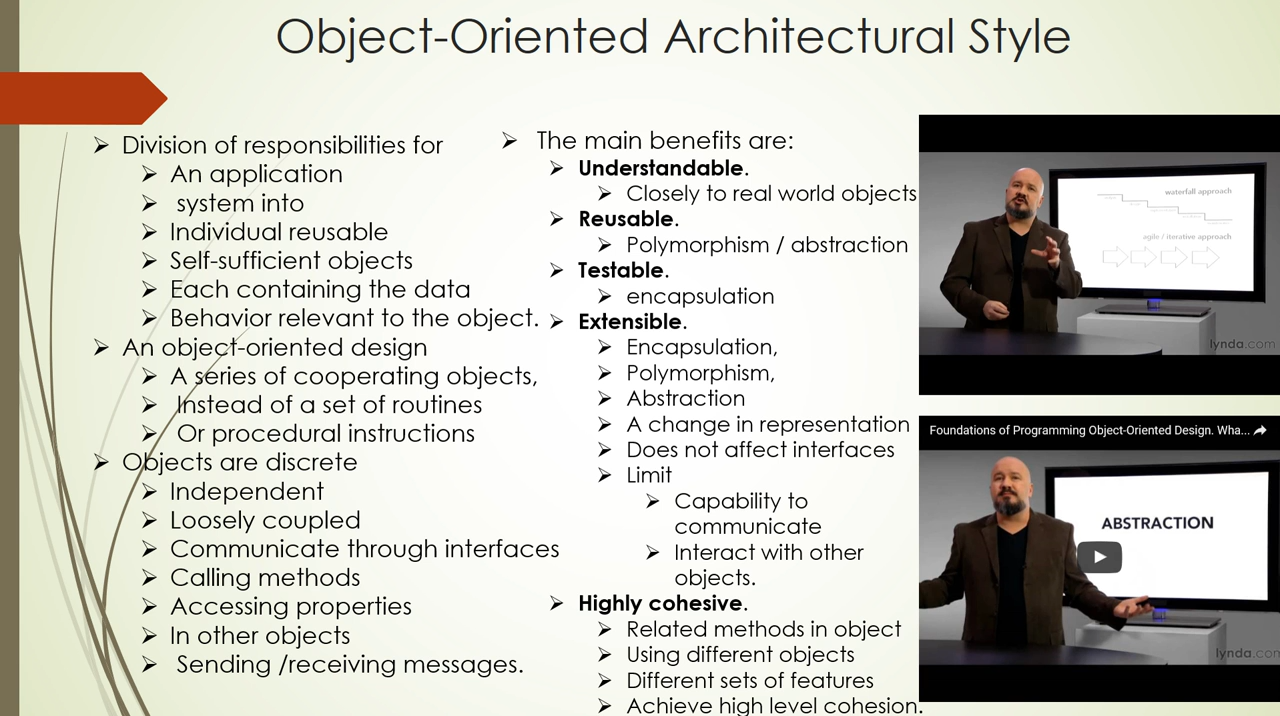 Object-Oriented Architectural Style
Division of responsibilities for
An application
system into
Individual reusable
Self-sufficient objects
Each containing the data
Behavior relevant to the object.
An object-oriented design
A series of cooperating objects,
Instead of a set of routines
Or procedural instructions
Objects are discrete
Independent
Loosely coupled
Communicate through interfaces
Calling methods
Accessing properties
In other objects
Sending /receiving messages.
The main benefits are:
Understandable.
Closely to real world objects
Reusable.
Polymorphism / abstraction
Testable.
encapsulation
Extensible.
Encapsulation,
Polymorphism,
Abstraction
A change in representation
Does not affect interfaces
Limit
Capability to
communicate
Interact with other
objects.
Highly cohesive.
Related methods in object
Using different objects
Different sets of features
Achieve high level cohesion.
waterfall approach
agile / iterative approach
lynda.com
Foundations of Programming Object-Oriented Design. Wha...
ABSTRACTION
lynda.com